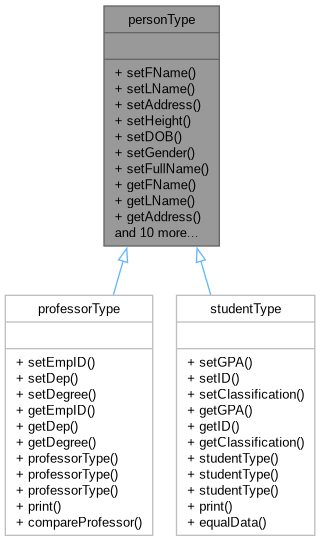 personType
+ setFName()
+ setLName()
+ setAddress()
+ setHeight()
+ setDOB()
+ setGender()
+ setFullName()
+ getFName()
+ getLName()
+ getAddress()
and 10 more...
professorType
+ setEmpID()
+ setDep()
+ setDegree()
+ getEmpID()
+ getDep()
+ getDegree()
+ professorType()
+ professorType()
+ professorType()
+ print()
+ compareProfessor()
studentType
+ setGPA()
+ setID()
+ setClassification()
+ getGPA()
+ getID()
+ getClassification()
+ studentType()
+ studentType()
+ studentType()
+ print()
+ equalData()